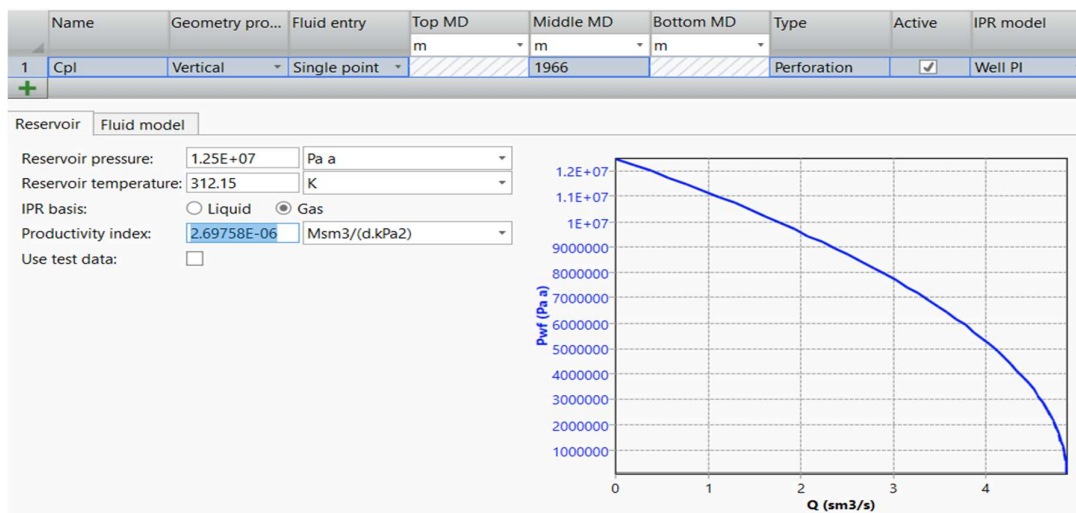 Name Geometry pro... Fluid entry Top MD Middle MD Bottom MD Type Active IPR model
m m m
1 Cpl Vertical Single point 1966 Perforation Well PI
Reservoir Fluid model
Reservoir pressure: 1.25E+07 Pa a
Reservoir temperature: 312.15 K
IPR basis: Liquid Gas
Productivity index: 2.69758E-06 Msm3/(d.kPa2)
Use test data:
Pwf (Pa a)
1.2E+07
1.1E+07
1E+07
9000000
8000000
7000000
6000000
5000000
4000000
3000000
2000000
1000000
0 1 2 3 4
Q (sm3/s)